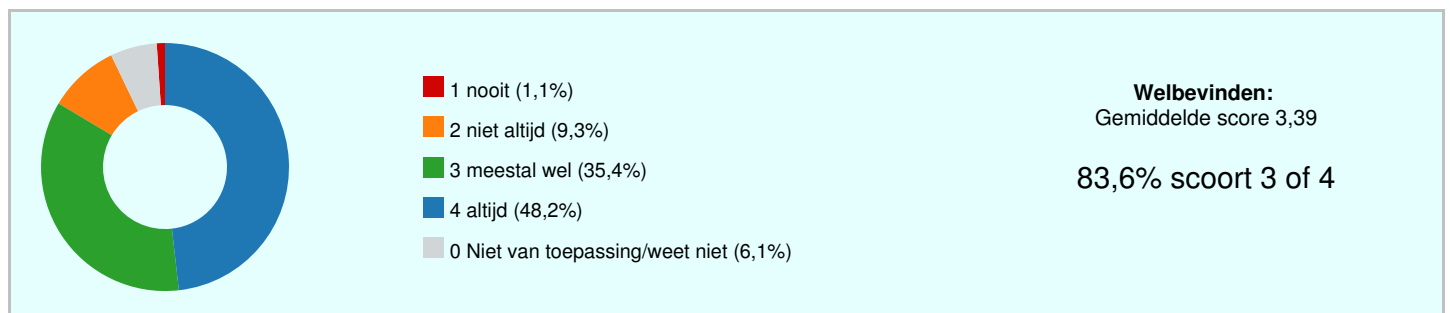 1 nooit (1,1%)
2 niet altijd (9,3%)
3 meestal wel (35,4%)
4 altijd (48,2%)
0 Niet van toepassing/weet niet (6,1%)
Welbevinden:
Gemiddelde score 3,39
83,6% scoort 3 of 4